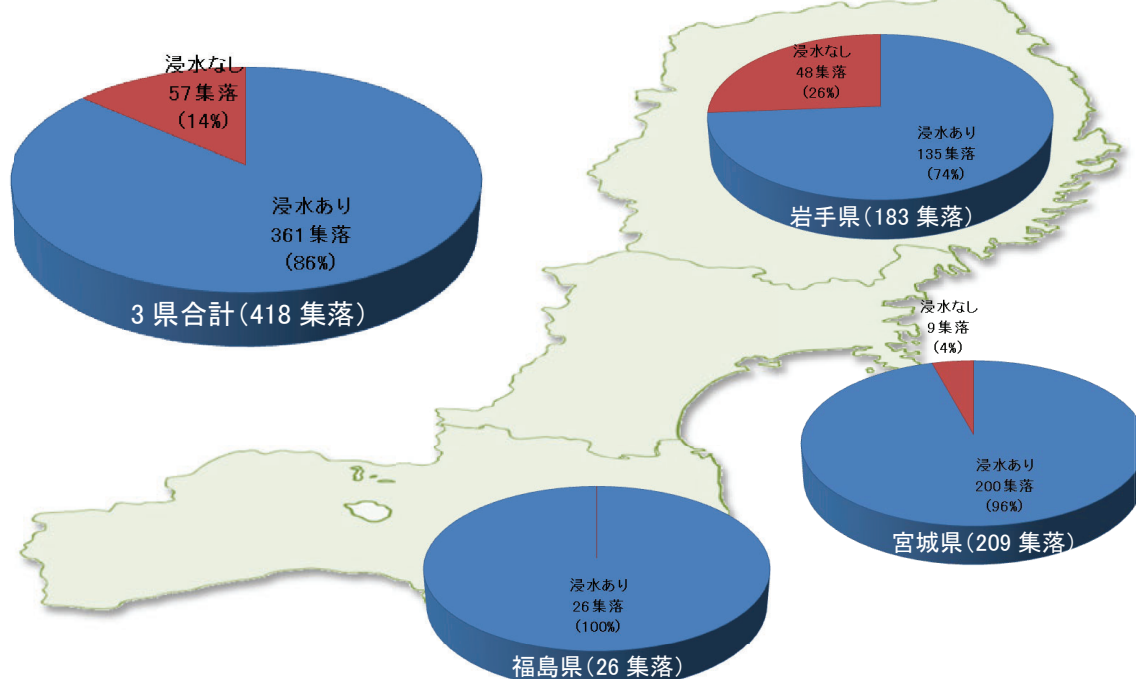 浸水なし
57集落
(14%)
浸水あり
361集落
(86%)
3県合計(418集落)
浸水なし
48集落
(26%)
浸水あり
135集落
(74%)
岩手県(183集落)
浸水なし
9集落
(4%)
浸水あり
200集落
(96%)
宮城県(209集落)
浸水あり
26集落
(100%)
福島県(26集落)